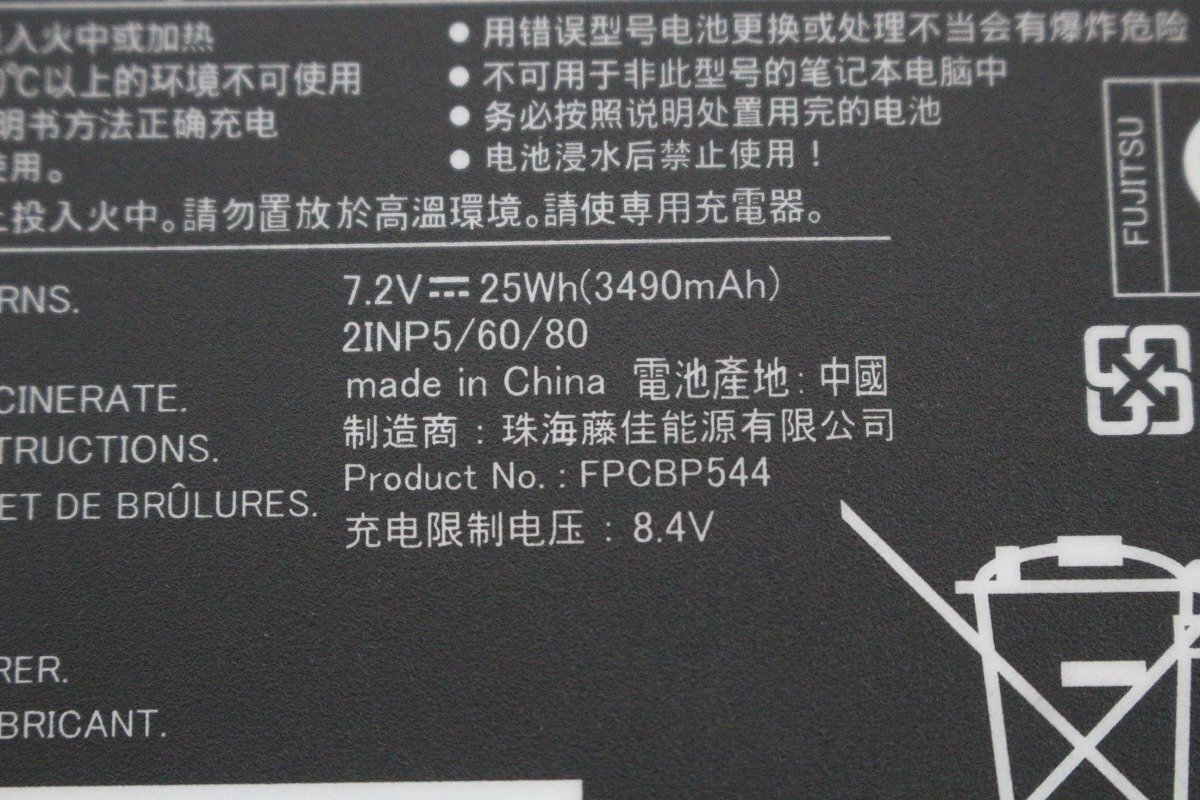 入火中或加热
0℃以上的环境不可使用
明书方法正确充电
使用。
● 用错误型号电池更换或处理不当会有爆炸危险
● 不可用于非此型号的笔记本电脑中
● 务必按照说明处置用完的电池
● 电池浸水后禁止使用！
投入火中。請勿置放於高溫環境。請使專用充電器。
FUJITSU
RNS.
CINERATE.
TRUCTIONS.
ET DE BRÛLURES.
RER.
BRICANT.
7.2V⎓25Wh(3490mAh)
2INP5/60/80
made in China 電池產地: 中國
制造商 : 珠海藤佳能源有限公司
Product No. : FPCBP544
充电限制电压 : 8.4V